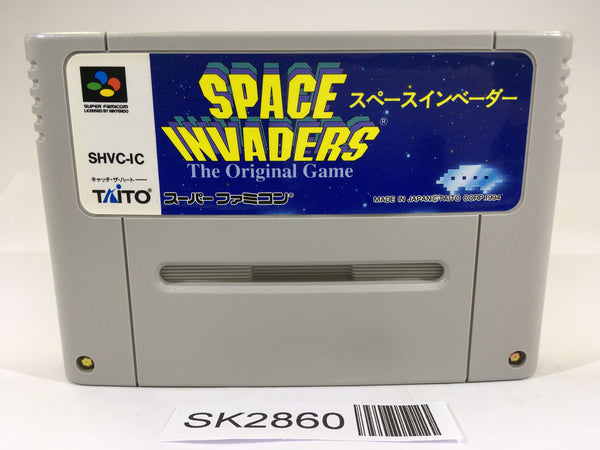 SUPER FAMICOM
LICENSED BY NINTENDO
SHVC-IC
キャッチ・ザ・ハート
TAITO®
SPACE
INVADERS®
The Original Game
スペースインベーダー
スーパーファミコン®
MADE IN JAPAN©TAITO CORP.1994
SK2860